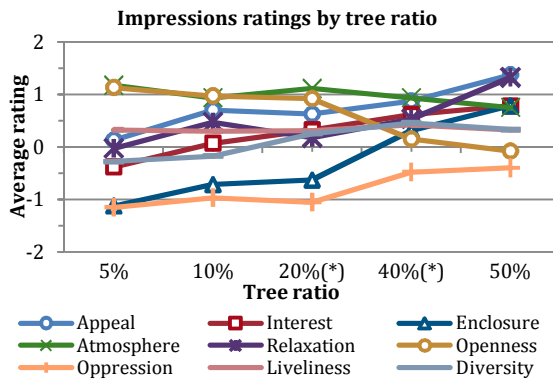 Impressions ratings by tree ratio
Average rating
2
1
0
-1
-2
5% 10% 20%(*) 40%(*) 50%
Tree ratio
Appeal Interest Enclosure
Atmosphere Relaxation Openness
Oppression Liveliness Diversity